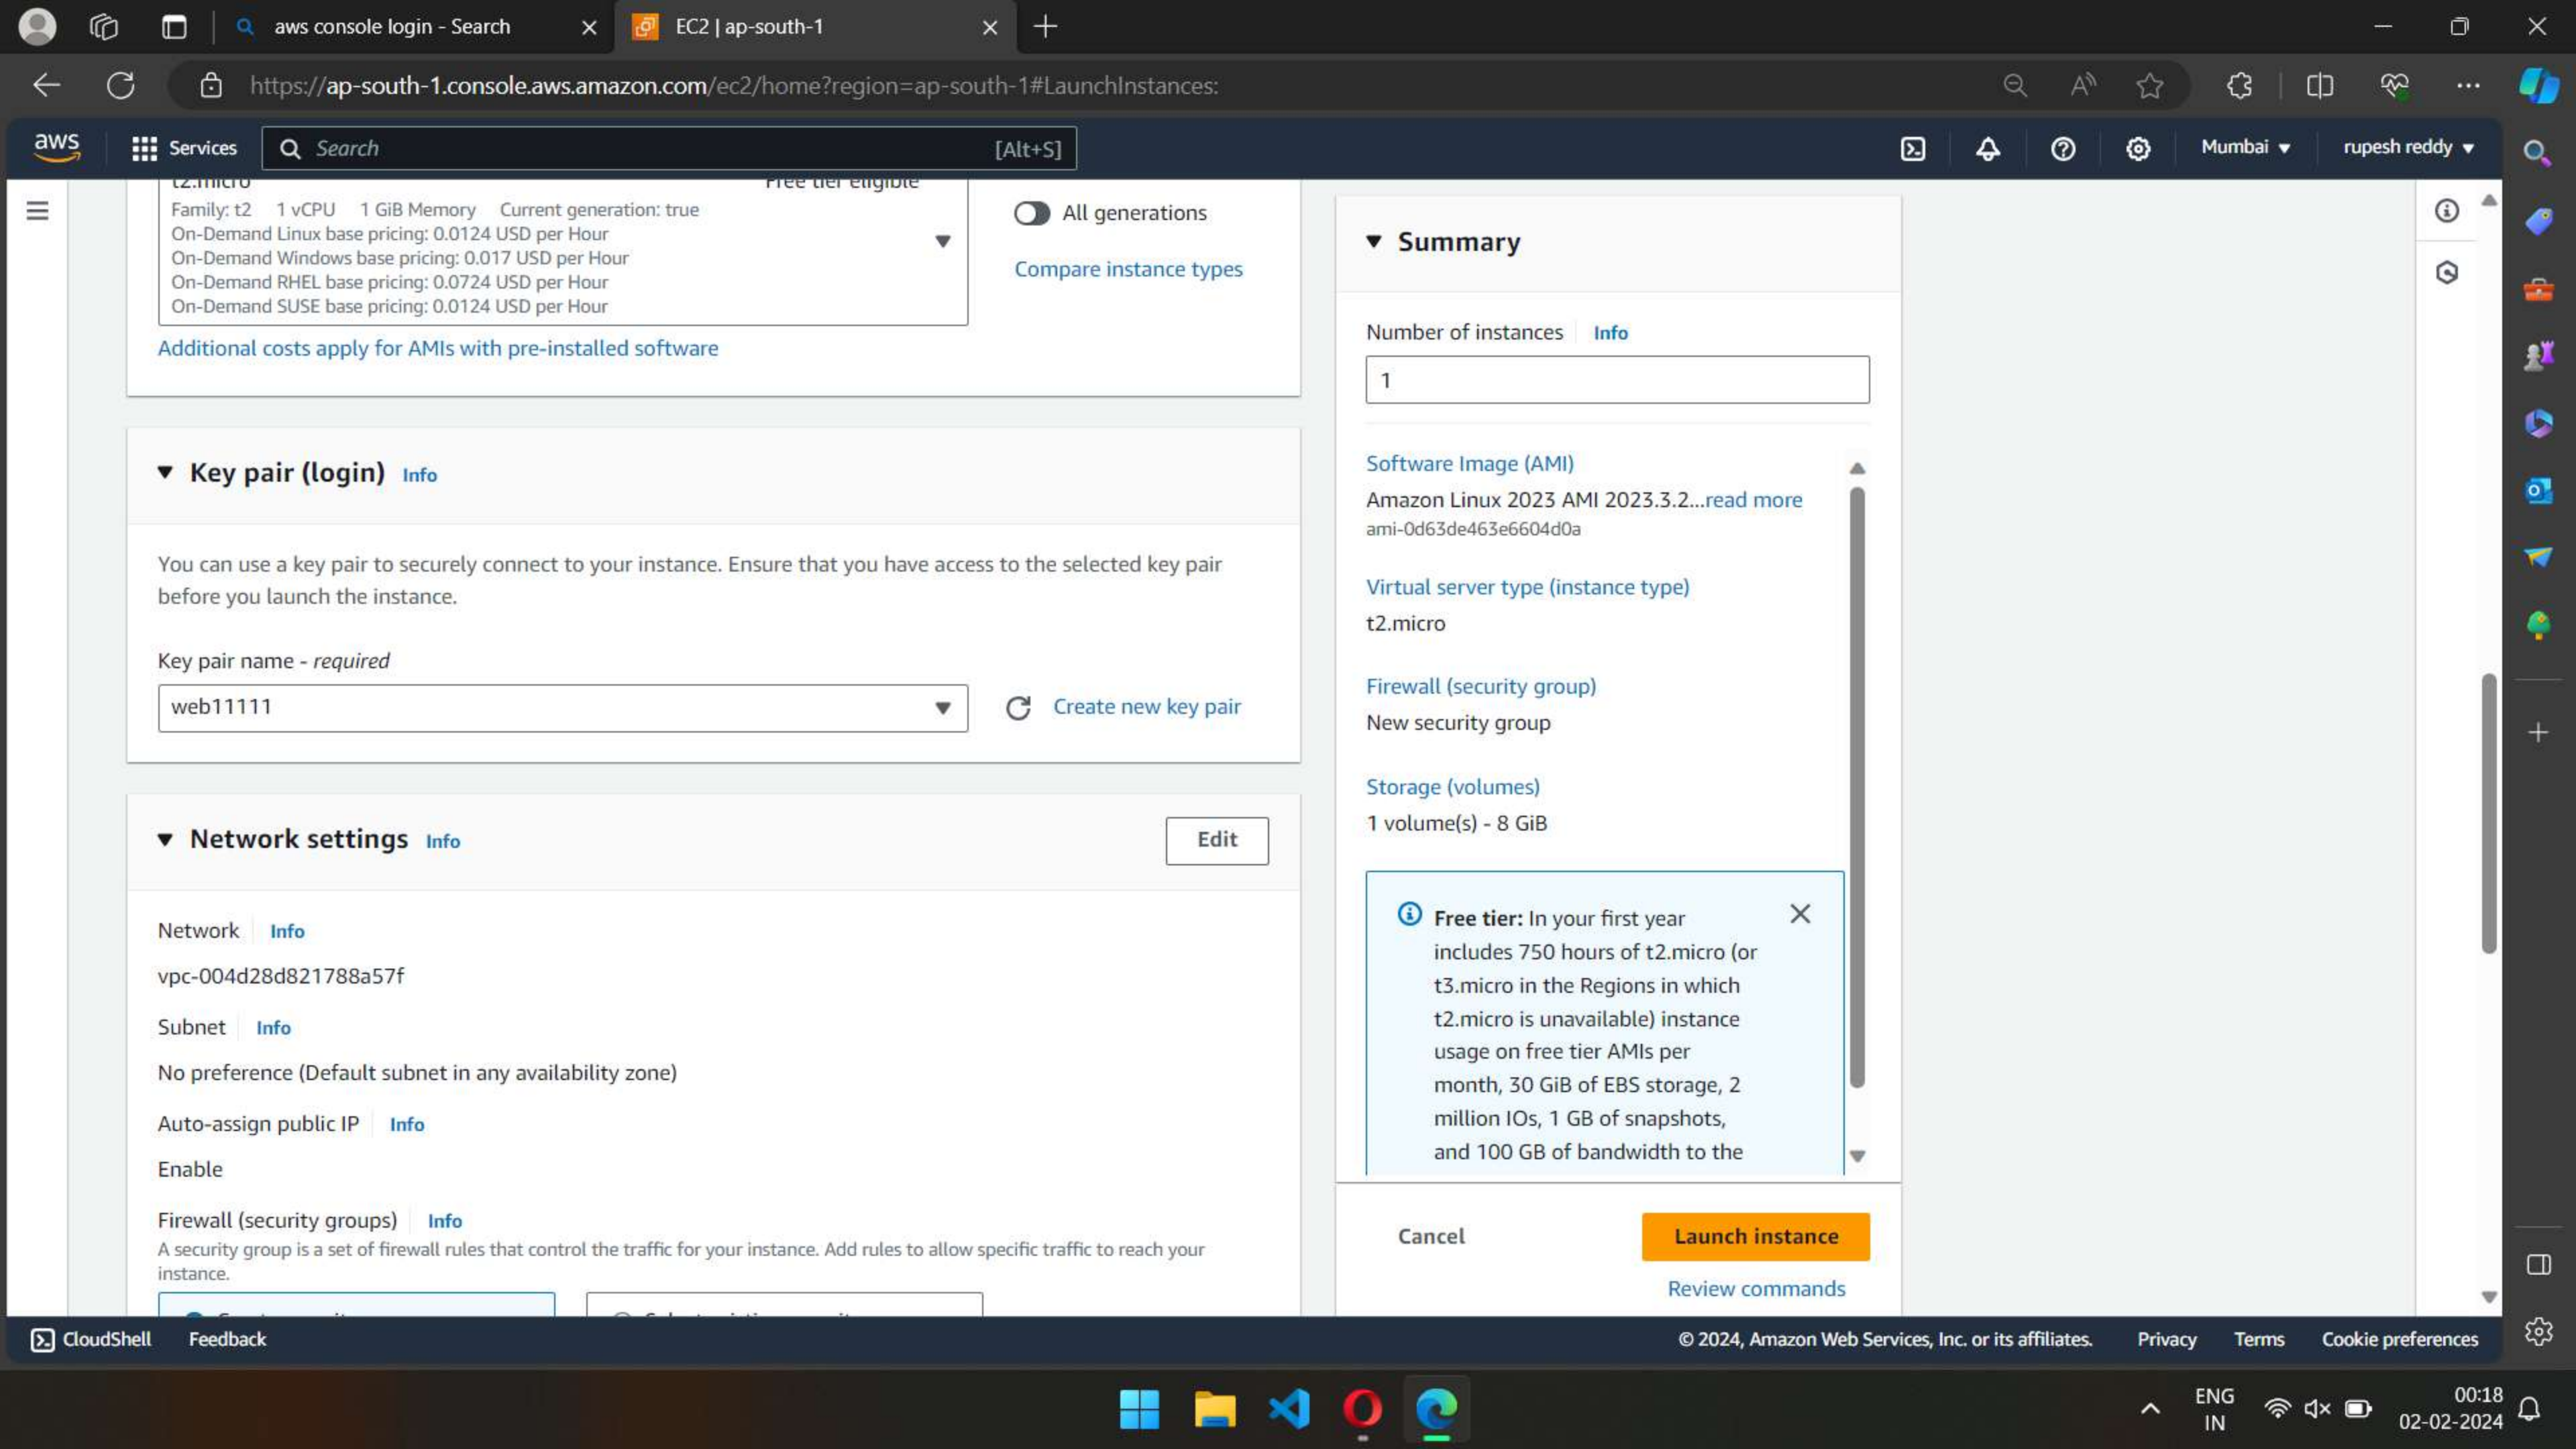 aws console login - Search
EC2 | ap-south-1
https://ap-south-1.console.aws.amazon.com/ec2/home?region=ap-south-1#LaunchInstances:
aws
Services
Search
[Alt+S]
Mumbai
rupesh reddy
t2.micro
Free tier eligible
Family: t2 1 vCPU 1 GiB Memory Current generation: true
On-Demand Linux base pricing: 0.0124 USD per Hour
On-Demand Windows base pricing: 0.017 USD per Hour
On-Demand RHEL base pricing: 0.0724 USD per Hour
On-Demand SUSE base pricing: 0.0124 USD per Hour
All generations
Compare instance types
Additional costs apply for AMIs with pre-installed software
Key pair (login) Info
You can use a key pair to securely connect to your instance. Ensure that you have access to the selected key pair
before you launch the instance.
Key pair name - required
web11111
Create new key pair
Network settings Info
Edit
Network Info
vpc-004d28d821788a57f
Subnet Info
No preference (Default subnet in any availability zone)
Auto-assign public IP Info
Enable
Firewall (security groups) Info
A security group is a set of firewall rules that control the traffic for your instance. Add rules to allow specific traffic to reach your
instance.
Summary
Number of instances Info
1
Software Image (AMI)
Amazon Linux 2023 AMI 2023.3.2...read more
ami-0d63de463e6604d0a
Virtual server type (instance type)
t2.micro
Firewall (security group)
New security group
Storage (volumes)
1 volume(s) - 8 GiB
Free tier: In your first year
includes 750 hours of t2.micro (or
t3.micro in the Regions in which
t2.micro is unavailable) instance
usage on free tier AMIs per
month, 30 GiB of EBS storage, 2
million IOs, 1 GB of snapshots,
and 100 GB of bandwidth to the
Cancel
Launch instance
Review commands
CloudShell
Feedback
© 2024, Amazon Web Services, Inc. or its affiliates.
Privacy
Terms
Cookie preferences
ENG
IN
00:18
02-02-2024